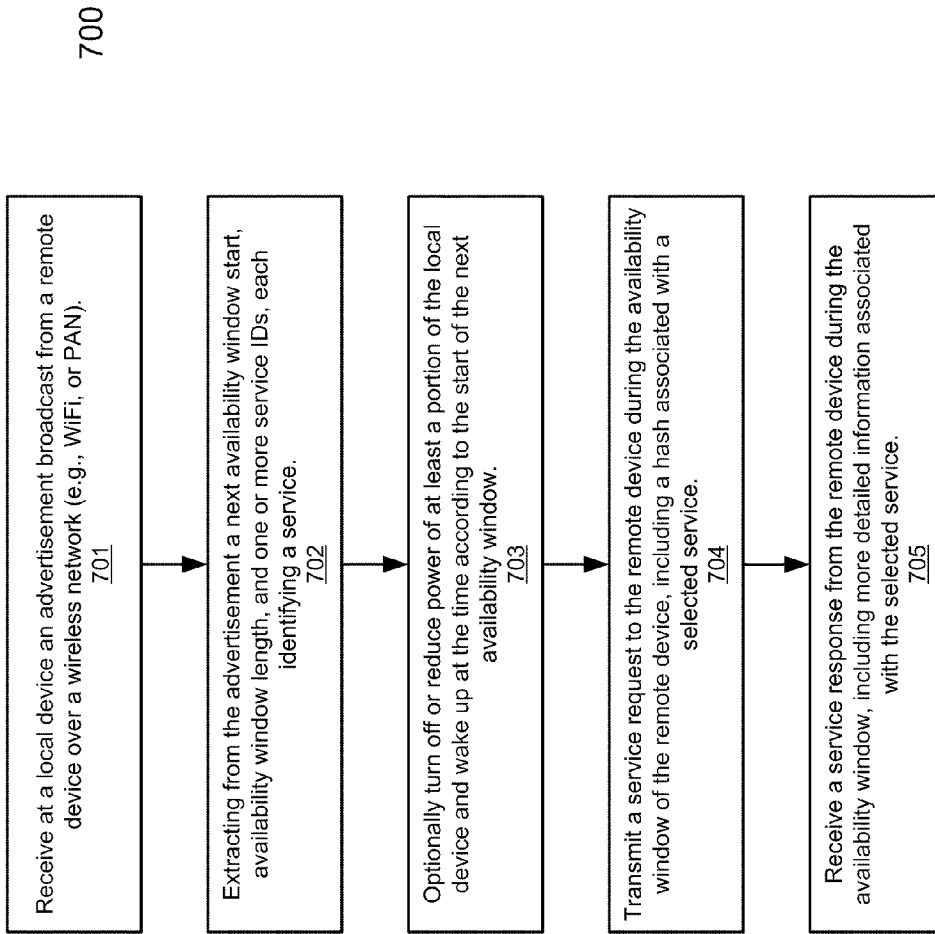 700
Receive at a local device an advertisement broadcast from a remote
device over a wireless network (e.g., WiFi, or PAN).
701
Extracting from the advertisement a next availability window start,
availability window length, and one or more service IDs, each
identifying a service.
702
Optionally turn off or reduce power of at least a portion of the local
device and wake up at the time according to the start of the next
availability window.
703
Transmit a service request to the remote device during the availability
window of the remote device, including a hash associated with a
selected service.
704
Receive a service response from the remote device during the
availability window, including more detailed information associated
with the selected service.
705